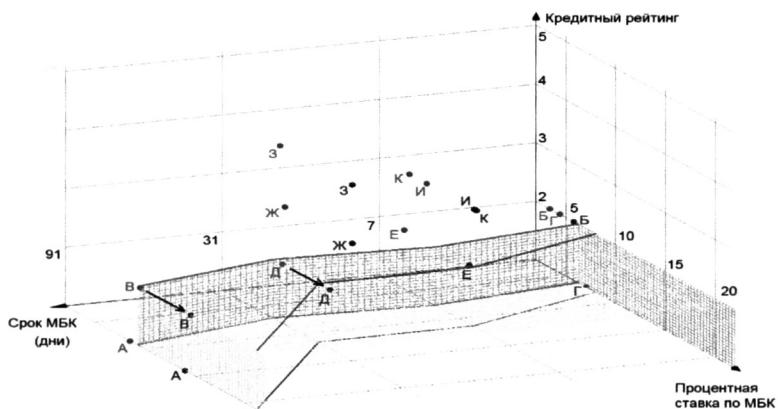 Кредитный рейтинг
5
4
3
З
К
И
З
2
Ж
И
К
Б
Г
5
Б
7
31
Е
10
91
Ж
15
Д
Е
В
Д
Г
20
В
Срок МБК
(дни)
А
А
Процентная
ставка по МБК